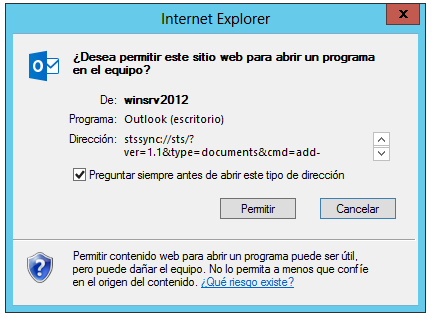 Internet Explorer
x
¿Desea permitir este sitio web para abrir un programa
en el equipo?
De: winsrv2012
Programa: Outlook (escritorio)
Dirección: stssync://sts/?
ver=1.1&type=documents&cmd=add-
Preguntar siempre antes de abrir este tipo de dirección
Permitir Cancelar
Permitir contenido web para abrir un programa puede ser útil,
pero puede dañar el equipo. No lo permita a menos que confíe
en el origen del contenido. ¿Qué riesgo existe?